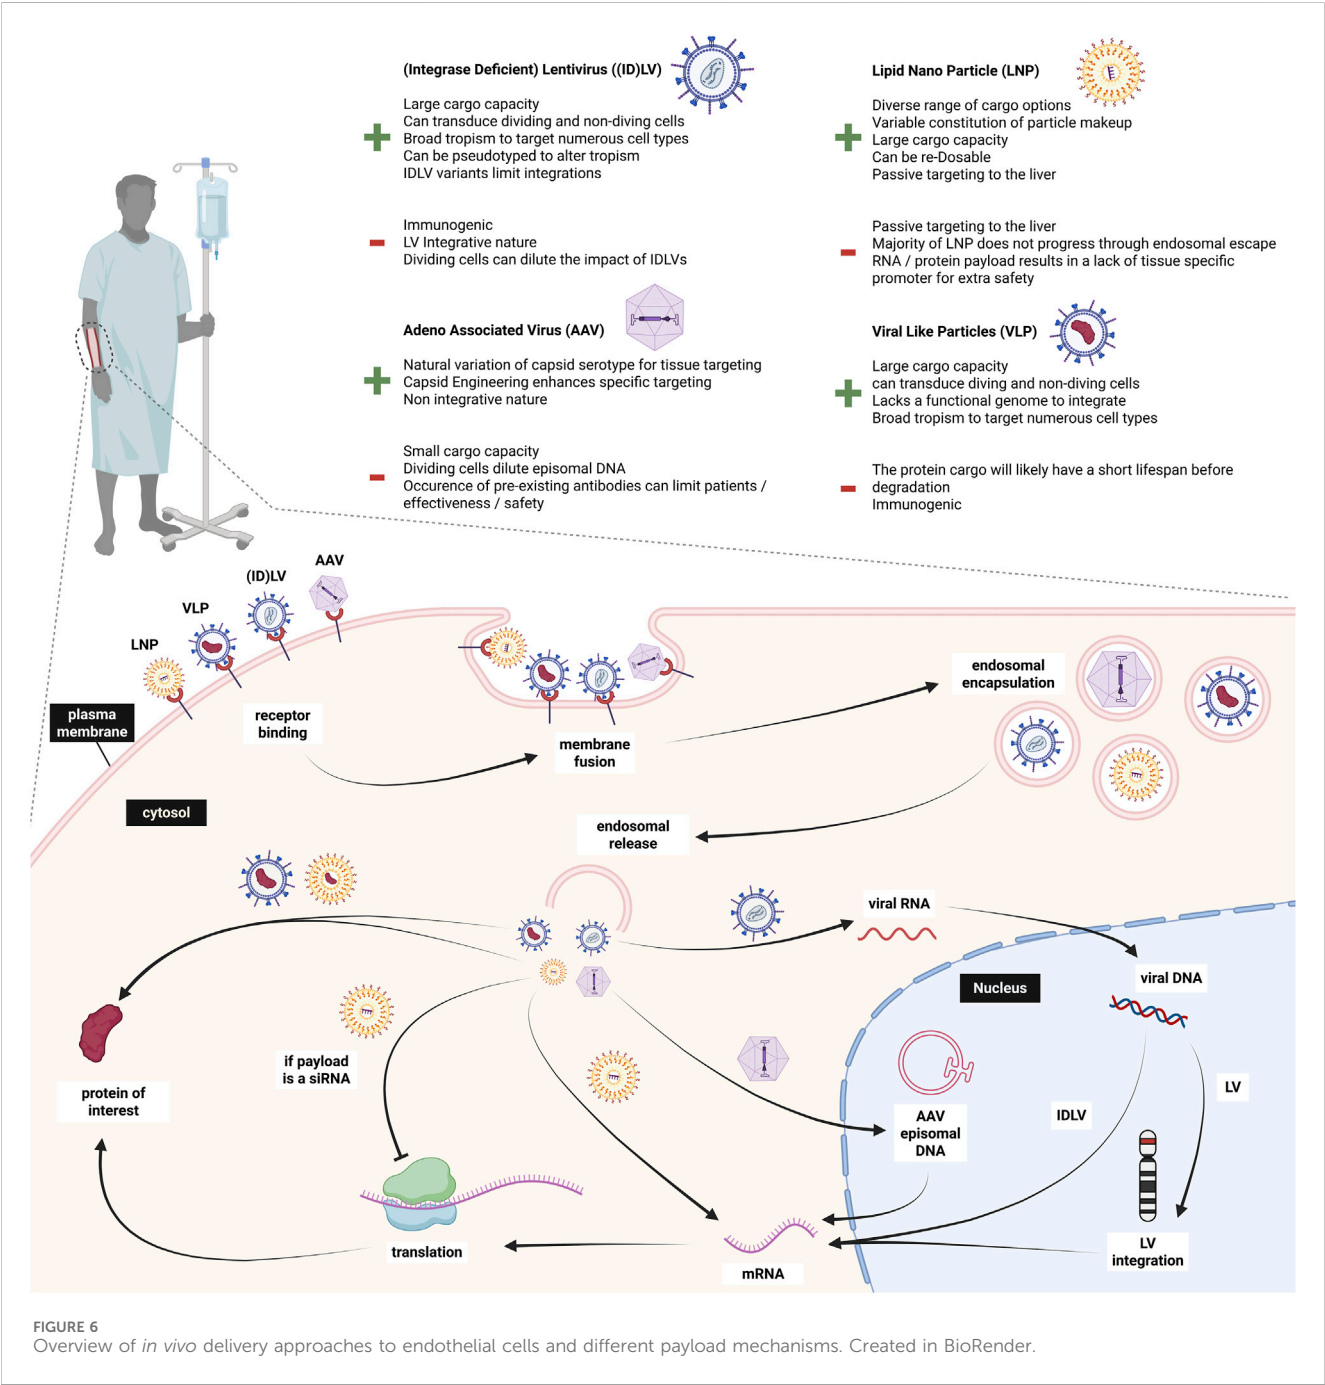 (Integrase Deficient) Lentivirus ((ID)LV)
Large cargo capacity
Can transduce dividing and non-diving cells
Broad tropism to target numerous cell types
Can be pseudotyped to alter tropism
IDLV variants limit integrations
Immunogenic
LV Integrative nature
Dividing cells can dilute the impact of IDLVs
Adeno Associated Virus (AAV)
Natural variation of capsid serotype for tissue targeting
Capsid Engineering enhances specific targeting
Non integrative nature
Small cargo capacity
Dividing cells dilute episomal DNA
Occurence of pre-existing antibodies can limit patients /
effectiveness / safety
Lipid Nano Particle (LNP)
Diverse range of cargo options
Variable constitution of particle makeup
Large cargo capacity
Can be re-Dosable
Passive targeting to the liver
Passive targeting to the liver
Majority of LNP does not progress through endosomal escape
RNA / protein payload results in a lack of tissue specific
promoter for extra safety
Viral Like Particles (VLP)
Large cargo capacity
can transduce diving and non-diving cells
Lacks a functional genome to integrate
Broad tropism to target numerous cell types
The protein cargo will likely have a short lifespan before
degradation
Immunogenic
AAV
(ID)LV
VLP
LNP
plasma
membrane
receptor
binding
membrane
fusion
endosomal
encapsulation
cytosol
endosomal
release
viral RNA
Nucleus
viral DNA
if payload
is a siRNA
protein of
interest
AAV
episomal
DNA
IDLV
LV
translation
mRNA
LV
integration
FIGURE 6
Overview of in vivo delivery approaches to endothelial cells and different payload mechanisms. Created in BioRender.